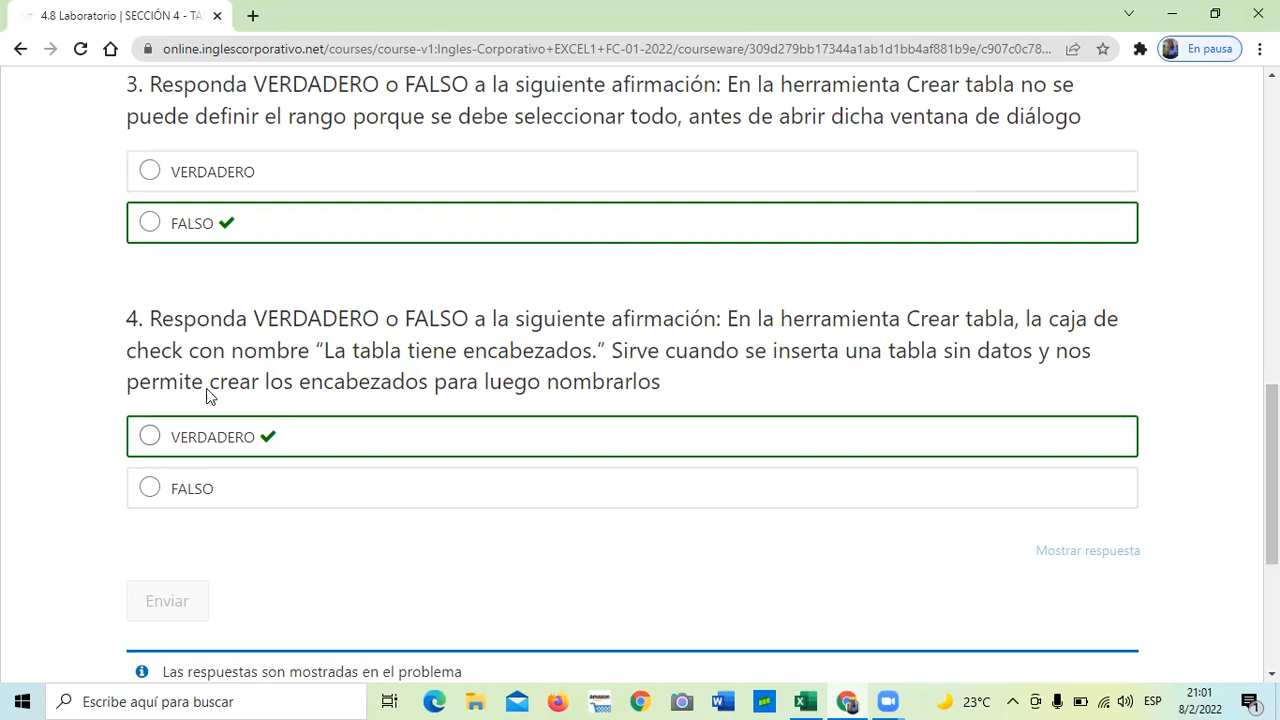 4.8 Laboratorio | SECCIÓN 4 - TA
online.inglescorporativo.net/courses/course-v1:Ingles-Corporativo+EXCEL1+FC-01-2022/courseware/309d279bb17344a1ab1d1bb4af881b9e/c907c0c78...
En pausa
3. Responda VERDADERO o FALSO a la siguiente afirmación: En la herramienta Crear tabla no se
puede definir el rango porque se debe seleccionar todo, antes de abrir dicha ventana de diálogo
VERDADERO
FALSO
4. Responda VERDADERO o FALSO a la siguiente afirmación: En la herramienta Crear tabla, la caja de
check con nombre “La tabla tiene encabezados.” Sirve cuando se inserta una tabla sin datos y nos
permite crear los encabezados para luego nombrarlos
VERDADERO
FALSO
Mostrar respuesta
Enviar
Las respuestas son mostradas en el problema
Escribe aquí para buscar
amazon
23°C
ESP
21:01
8/2/2022
1